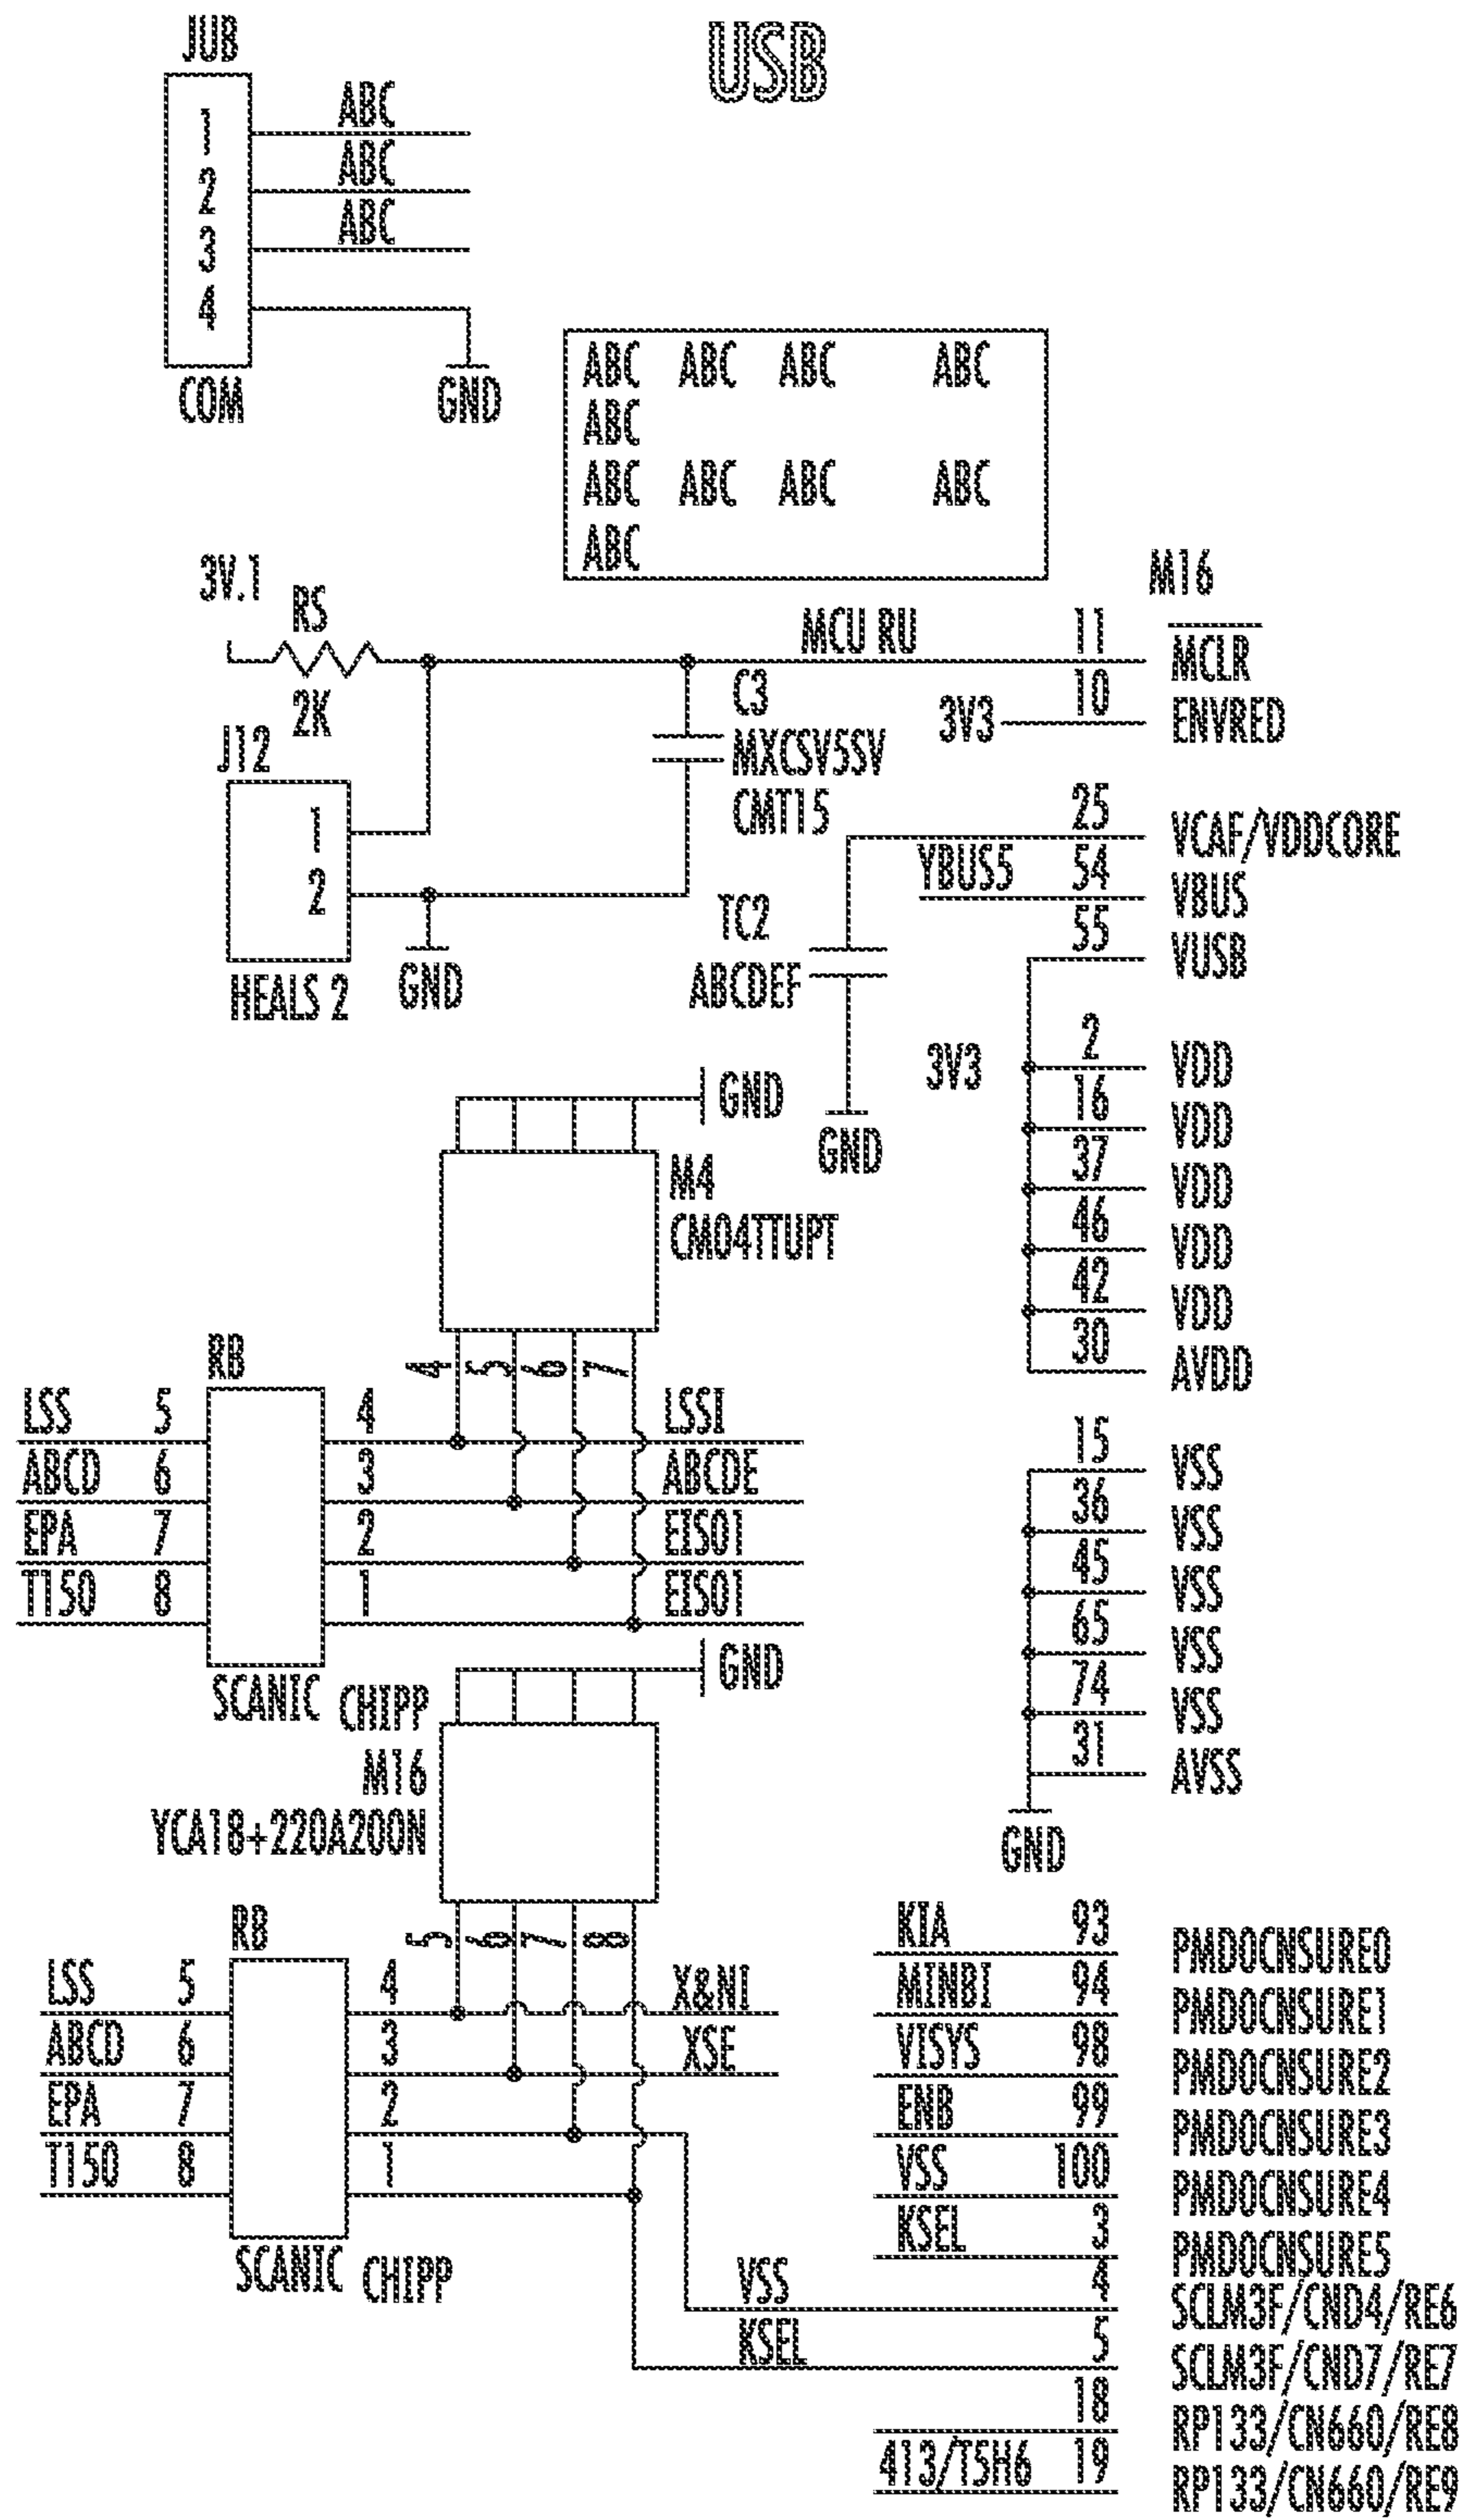 USB
JUB
1 ABC
2 ABC
3 ABC
4
COM
GND
ABC ABC ABC ABC
ABC
ABC ABC ABC ABC
ABC
3V.1
RS
2K
J12
1
2
HEALS 2
GND
MCU RU
C3
MXCSV5SV
CMT15
M16
11 MCLR
3V3 10 ENVRED
25 VCAF/VDDCORE
YBUS5 54 VBUS
55 VUSB
TC2
ABCDEF
GND
3V3
2 VDD
16 VDD
37 VDD
46 VDD
42 VDD
30 AVDD
15 VSS
36 VSS
45 VSS
65 VSS
74 VSS
31 AVSS
GND
GND
M4
CM04TTUPT
4 5 6 7
RB
LSS 5 4 LSSI
ABCD 6 3 ABCDE
EPA 7 2 EISO1
T150 8 1 EISO1
SCANIC CHIPP
GND
M16
YCA18+220A200N
5 6 7 8
RB
LSS 5 4 X&NI
ABCD 6 3 XSE
EPA 7 2
T150 8 1
SCANIC CHIPP
KIA 93 PMDOCNSURE0
MINBI 94 PMDOCNSURE1
VISYS 98 PMDOCNSURE2
ENB 99 PMDOCNSURE3
VSS 100 PMDOCNSURE4
KSEL 3 PMDOCNSURE5
VSS 4 SCLM3F/CND4/RE6
KSEL 5 SCLM3F/CND7/RE7
18 RP133/CN660/RE8
413/T5H6 19 RP133/CN660/RE9